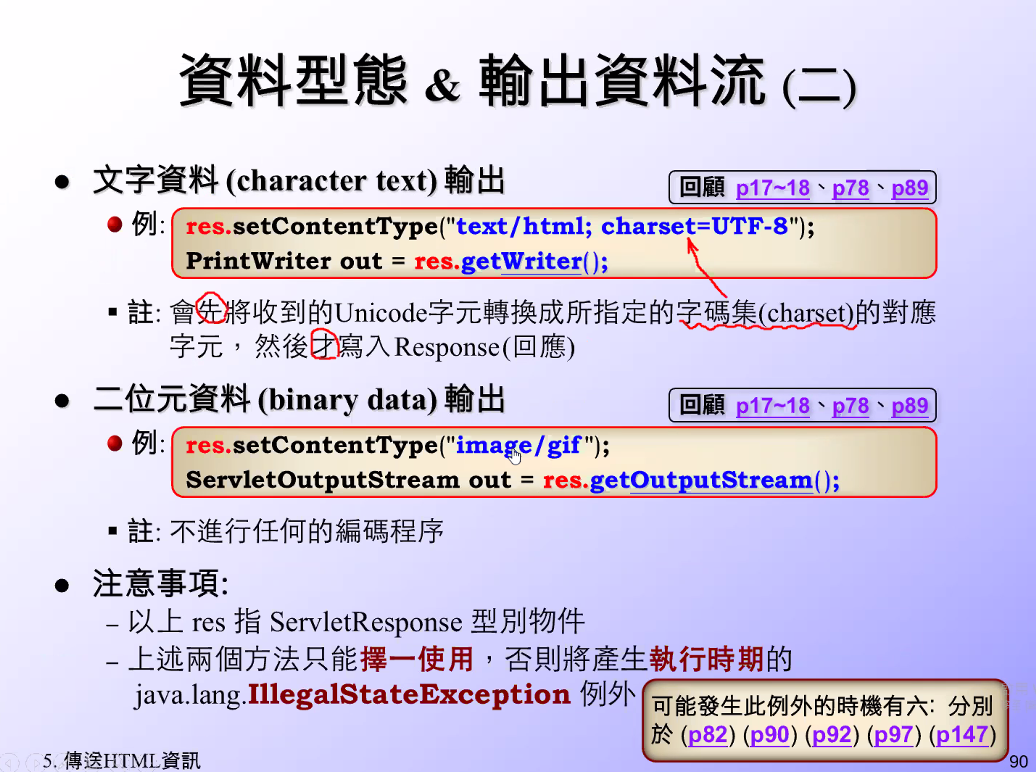 資料型態 & 輸出資料流 (二)
文字資料 (character text) 輸出
回顧 p17~18、p78、p89
例:
res.setContentType("text/html; charset=UTF-8");
PrintWriter out = res.getWriter();
註: 會先將收到的Unicode字元轉換成所指定的字碼集(charset)的對應
字元，然後才寫入Response(回應)
二位元資料 (binary data) 輸出
回顧 p17~18、p78、p89
例:
res.setContentType("image/gif");
ServletOutputStream out = res.getOutputStream();
註: 不進行任何的編碼程序
注意事項:
– 以上 res 指 ServletResponse 型別物件
– 上述兩個方法只能擇一使用，否則將產生執行時期的
java.lang.IllegalStateException 例外
可能發生此例外的時機有六: 分別
於 (p82) (p90) (p92) (p97) (p147)
5. 傳送HTML資訊
90